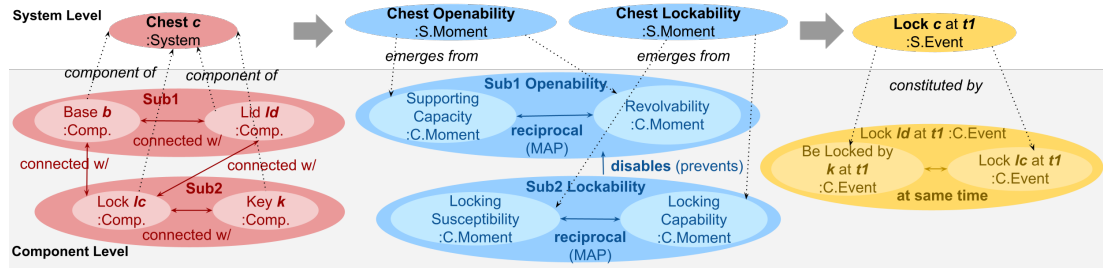 System Level
Chest c
:System
Chest Openability
:S.Moment
Chest Lockability
:S.Moment
Lock c at t1
:S.Event
component of
component of
emerges from
emerges from
constituted by
Sub1
Base b
:Comp.
Lid ld
:Comp.
connected w/
connected w/
connected w/
Sub2
Lock lc
:Comp.
Key k
:Comp.
connected w/
Component Level
Sub1 Openability
Supporting
Capacity
:C.Moment
Revolvability
:C.Moment
reciprocal
(MAP)
disables (prevents)
Sub2 Lockability
Locking
Susceptibility
:C.Moment
Locking
Capability
:C.Moment
reciprocal
(MAP)
Lock ld at t1 :C.Event
Be Locked by
k at t1
:C.Event
Lock lc at t1
:C.Event
at same time